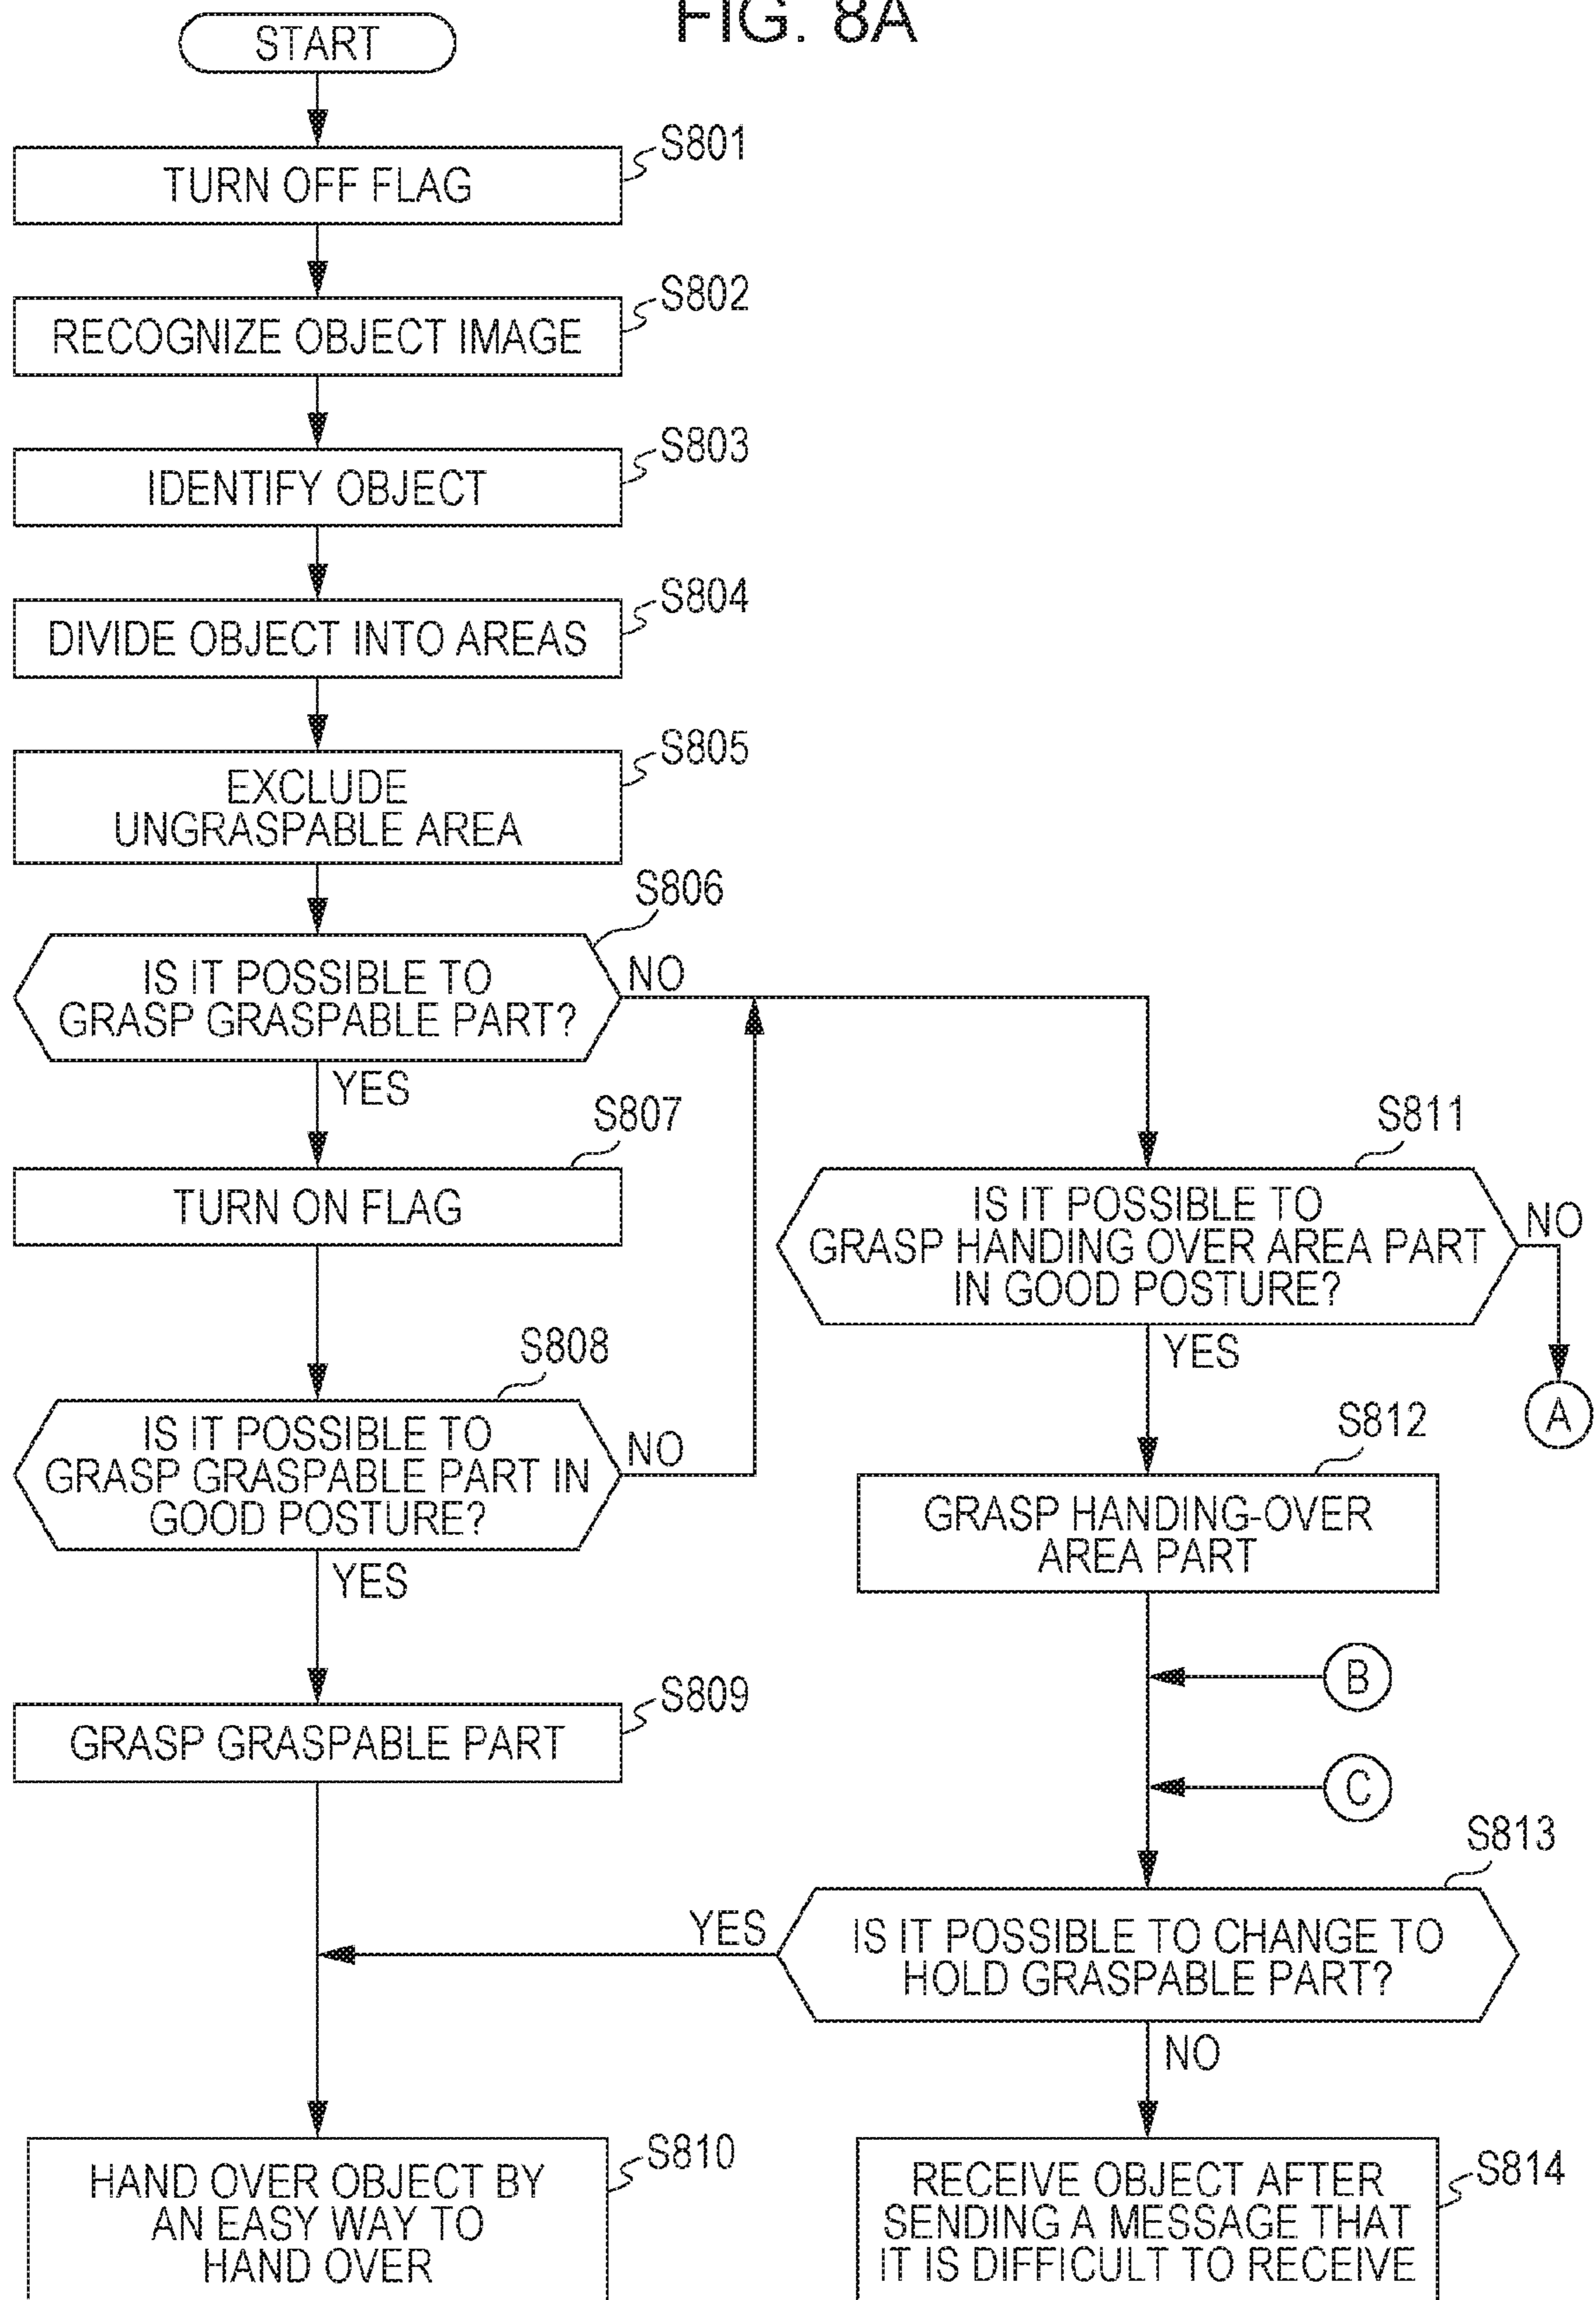 FIG. 8A
START
S801
TURN OFF FLAG
S802
RECOGNIZE OBJECT IMAGE
S803
IDENTIFY OBJECT
S804
DIVIDE OBJECT INTO AREAS
S805
EXCLUDE
UNGRASPABLE AREA
S806
IS IT POSSIBLE TO
GRASP GRASPABLE PART?
NO
YES
S807
TURN ON FLAG
S808
IS IT POSSIBLE TO
GRASP GRASPABLE PART IN
GOOD POSTURE?
NO
YES
S809
GRASP GRASPABLE PART
S810
HAND OVER OBJECT BY
AN EASY WAY TO
HAND OVER
S811
IS IT POSSIBLE TO
GRASP HANDING OVER AREA PART
IN GOOD POSTURE?
NO
A
YES
S812
GRASP HANDING-OVER
AREA PART
B
C
S813
IS IT POSSIBLE TO CHANGE TO
HOLD GRASPABLE PART?
YES
NO
S814
RECEIVE OBJECT AFTER
SENDING A MESSAGE THAT
IT IS DIFFICULT TO RECEIVE